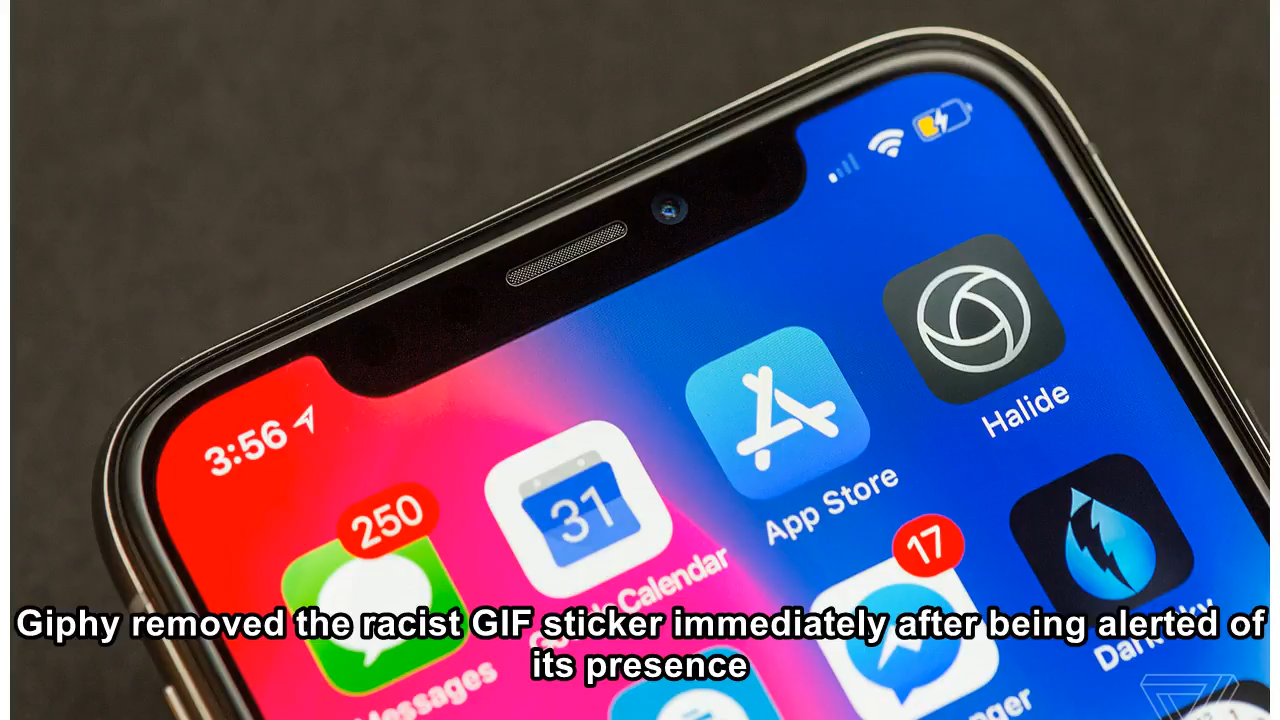 3:56
250
31
17
Halide
App Store
Calendar
Messages
Giphy removed the racist GIF sticker immediately after being alerted of
its presence